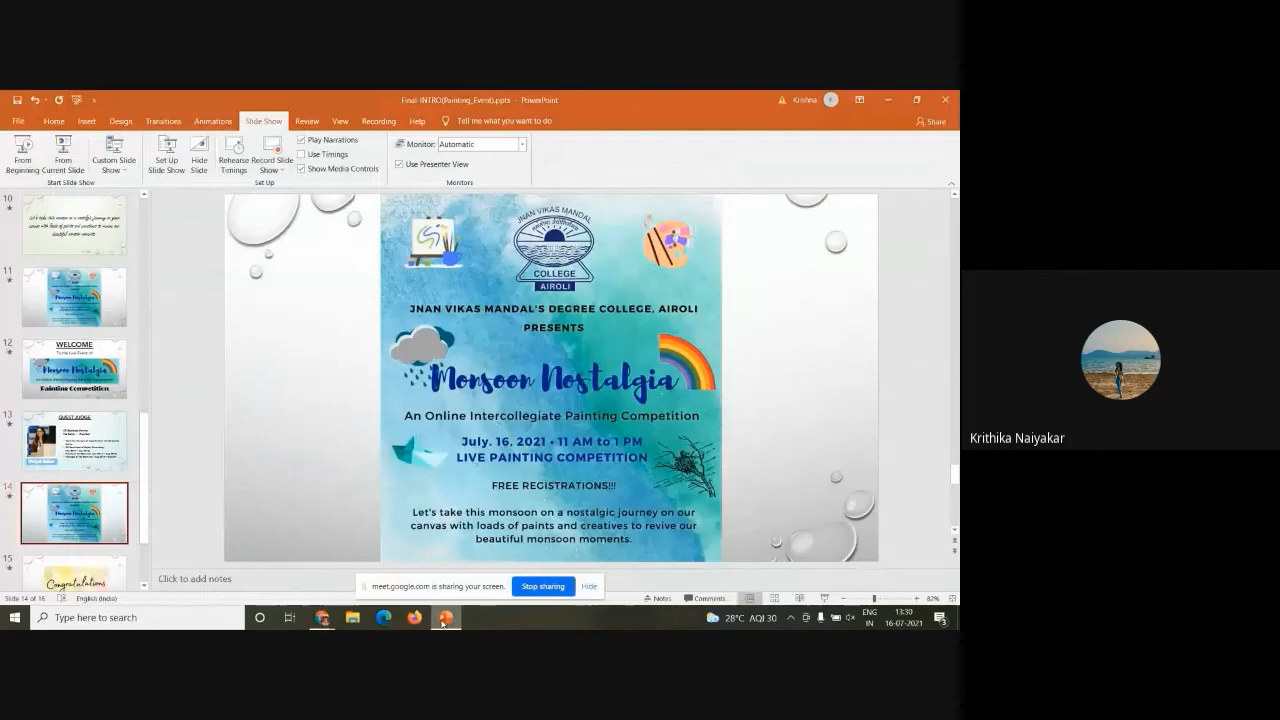 Final-INTRO(Painting_Event).pptx - PowerPoint
Krishna
K
File Home Insert Design Transitions Animations Slide Show Review View Recording Help Tell me what you want to do
Share
From Beginning
From Current Slide
Custom Slide Show
Set Up Slide Show
Hide Slide
Rehearse Timings
Record Slide Show
Play Narrations
Use Timings
Show Media Controls
Monitor: Automatic
Use Presenter View
Start Slide Show
Set Up
Monitors
10
11
12
WELCOME
Monsoon Nostalgia
Painting Competition
13
GUEST JUDGE
14
15
Congratulations
JNAN VIKAS MANDAL
COLLEGE
AIROLI
JNAN VIKAS MANDAL'S DEGREE COLLEGE, AIROLI
PRESENTS
Monsoon Nostalgia
An Online Intercollegiate Painting Competition
July. 16, 2021 • 11 AM to 1 PM
LIVE PAINTING COMPETITION
FREE REGISTRATIONS!!!
Let's take this monsoon on a nostalgic journey on our
canvas with loads of paints and creatives to revive our
beautiful monsoon moments.
Click to add notes
meet.google.com is sharing your screen.
Stop sharing
Hide
Slide 14 of 16
English (India)
Notes
Comments
82%
Type here to search
28°C AQI 30
ENG
IN
13:30
16-07-2021
3
Krithika Naiyakar